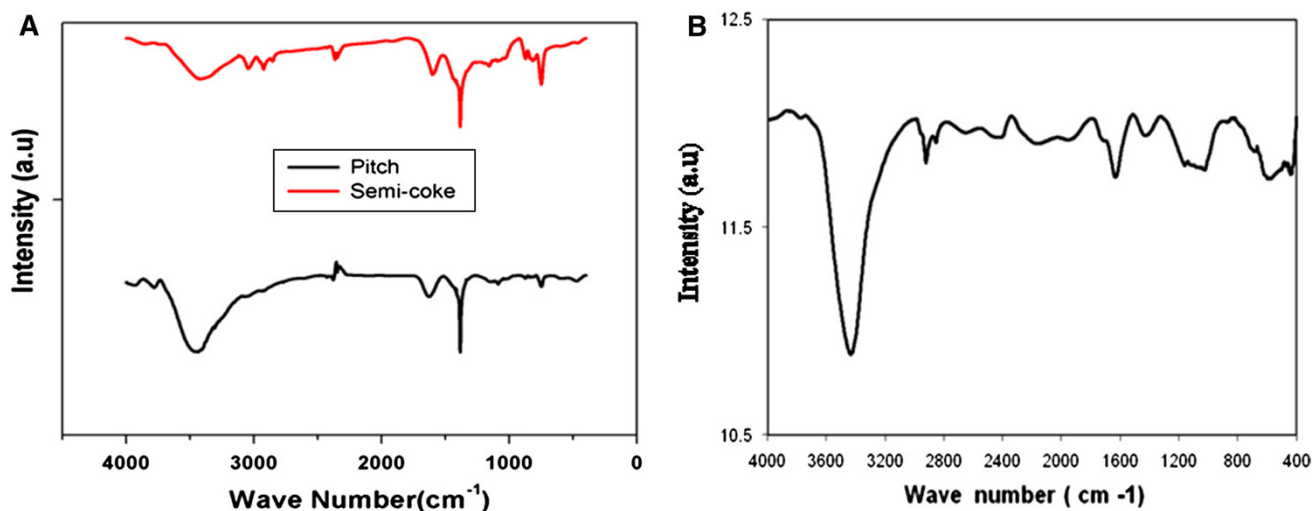 A
Intensity (a.u)
Pitch
Semi-coke
4000 3000 2000 1000 0
Wave Number(cm-1)
B
Intensity (a.u)
12.5
11.5
10.5
4000 3600 3200 2800 2400 2000 1600 1200 800 400
Wave number ( cm -1)